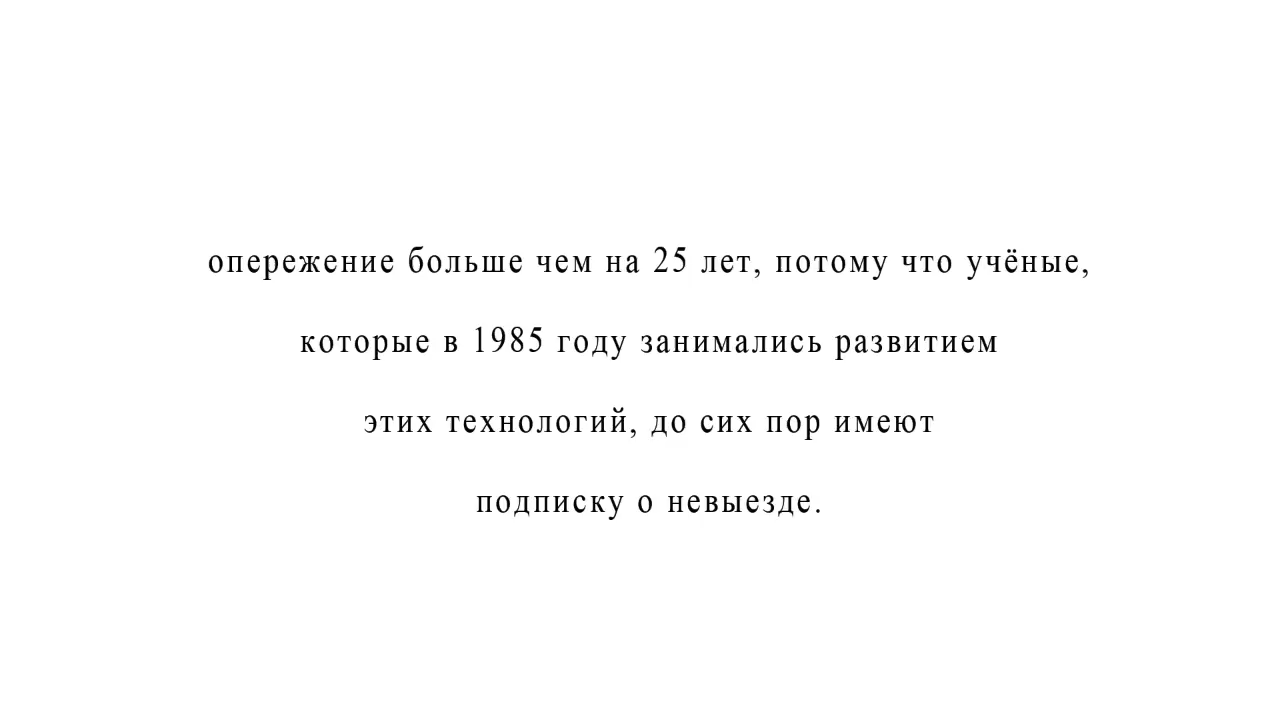 опережение больше чем на 25 лет, потому что учёные,
которые в 1985 году занимались развитием
этих технологий, до сих пор имеют
подписку о невыезде.